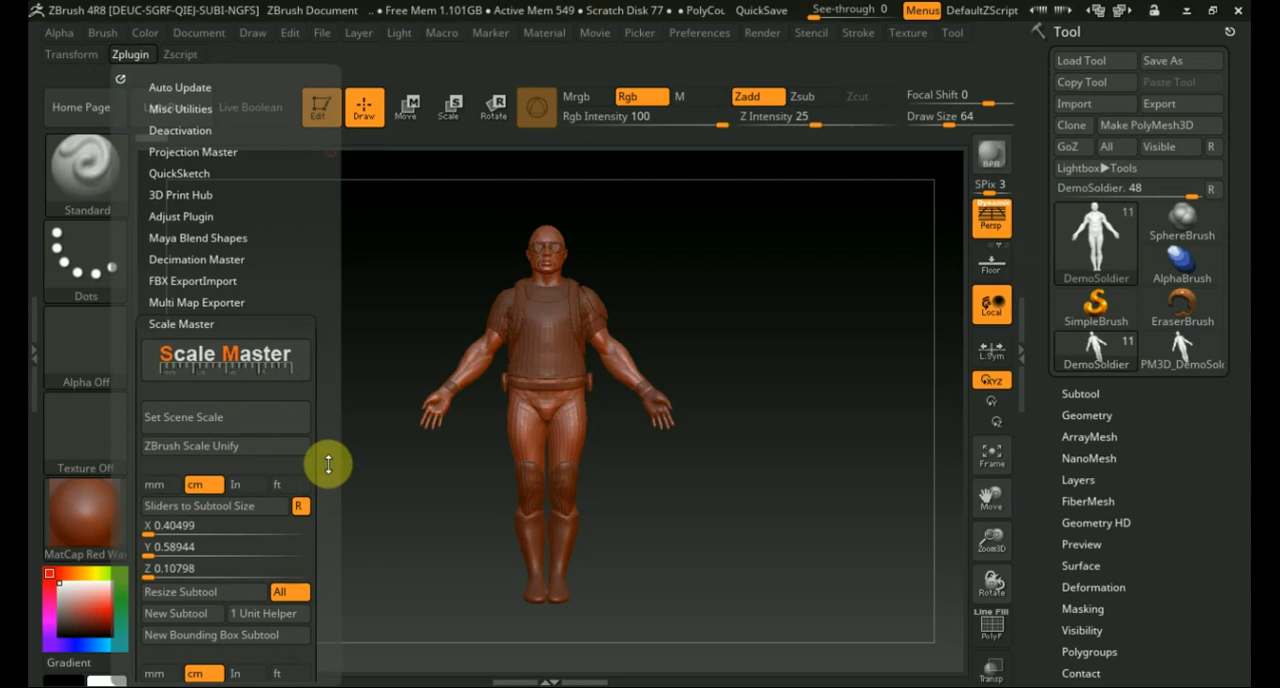 ZBrush 4R8 [DEUC-SGRF-QIEJ-SUBI-NGFS] ZBrush Document .. ● Free Mem 1.101GB ● Active Mem 549 ● Scratch Disk 77 ● PolyCou QuickSave See-through 0 Menus DefaultZScript
Alpha Brush Color Document Draw Edit File Layer Light Macro Marker Material Movie Picker Preferences Render Stencil Stroke Texture Tool
Transform Zplugin Zscript
Home Page Live Boolean Edit Draw Move Scale Rotate
Mrgb Rgb M Zadd Zsub Zcut Focal Shift 0
Rgb Intensity 100 Z Intensity 25 Draw Size 64
Auto Update
Misc Utilities
Deactivation
Projection Master
QuickSketch
3D Print Hub
Adjust Plugin
Maya Blend Shapes
Decimation Master
FBX ExportImport
Multi Map Exporter
Scale Master
Scale Master
Set Scene Scale
ZBrush Scale Unify
mm cm In ft
Sliders to Subtool Size R
X 0.40499
Y 0.58944
Z 0.10798
Resize Subtool All
New Subtool 1 Unit Helper
New Bounding Box Subtool
mm cm In ft
Standard
Dots
Alpha Off
Texture Off
MatCap Red Wa
Gradient
BPR
SPix 3
Dynamic
Persp
Floor
Local
L.Sym
XYZ
Frame
Move
Zoom3D
Rotate
Line Fill
PolyF
Transp
Tool
Load Tool Save As
Copy Tool Paste Tool
Import Export
Clone Make PolyMesh3D
GoZ All Visible R
Lightbox▶Tools
DemoSoldier. 48 R
11
DemoSoldier SphereBrush
AlphaBrush
SimpleBrush EraserBrush
11
DemoSoldier PM3D_DemoSol
Subtool
Geometry
ArrayMesh
NanoMesh
Layers
FiberMesh
Geometry HD
Preview
Surface
Deformation
Masking
Visibility
Polygroups
Contact